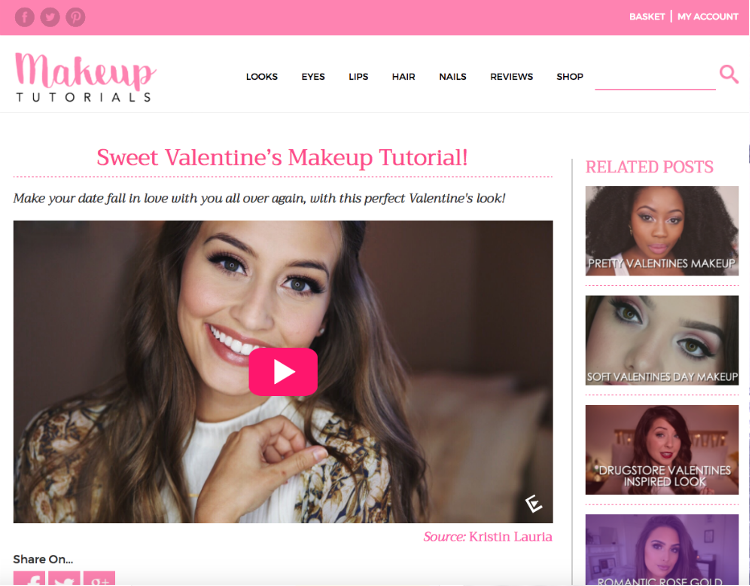 BASKET | MY ACCOUNT
Makeup
TUTORIALS
LOOKS EYES LIPS HAIR NAILS REVIEWS SHOP
Sweet Valentine's Makeup Tutorial!
Make your date fall in love with you all over again, with this perfect Valentine's look!
Source: Kristin Lauria
Share On...
g+
RELATED POSTS
PRETTY VALENTINES MAKEUP
SOFT VALENTINES DAY MAKEUP
"DRUGSTORE VALENTINES
INSPIRED LOOK
ROMANTIC ROSE GOLD